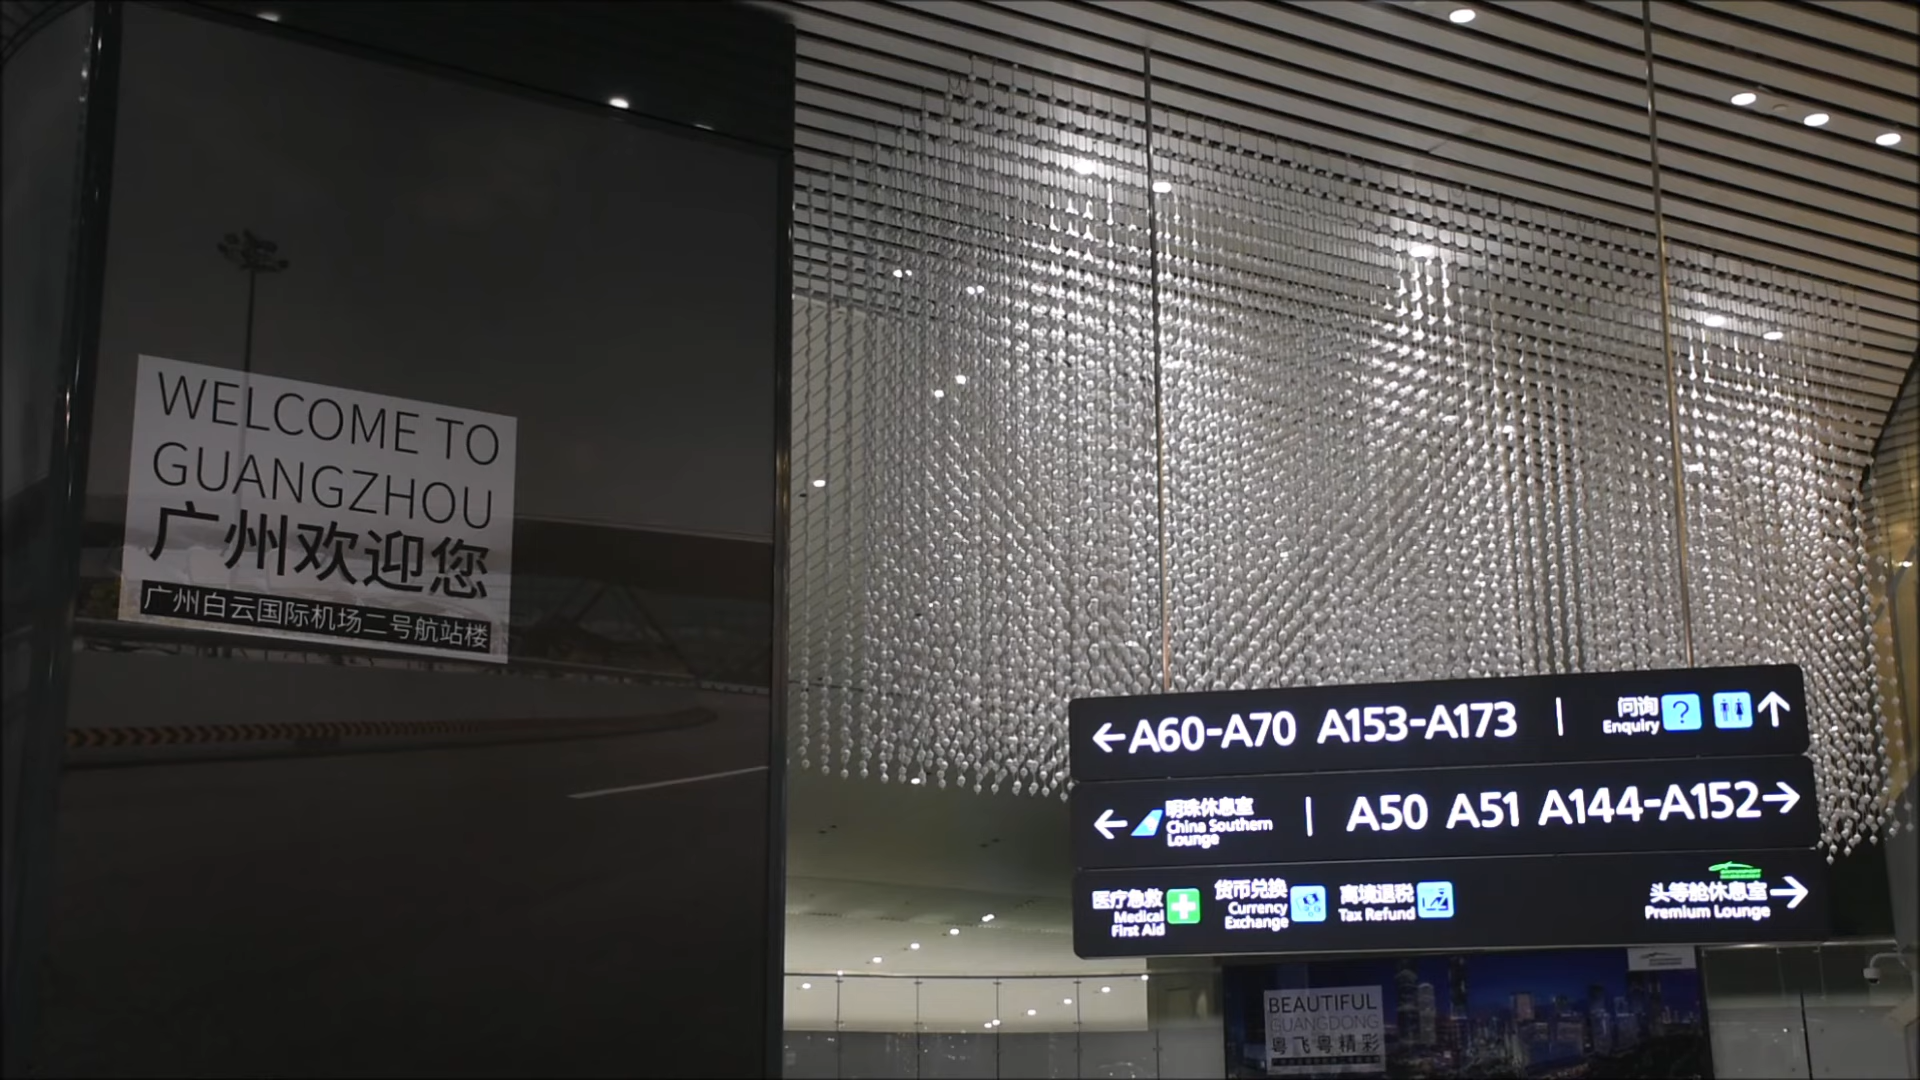 WELCOME TO
GUANGZHOU
广州欢迎您
广州白云国际机场二号航站楼
←A60-A70 A153-A173 | 问询 Enquiry ? ↑
← 明珠休息室
China Southern
Lounge
| A50 A51 A144-A152→
医疗急救
Medical
First Aid
货币兑换
Currency
Exchange
离境退税
Tax Refund
头等舱休息室→
Premium Lounge
BEAUTIFUL
GUANGDONG
粤飞粤精彩